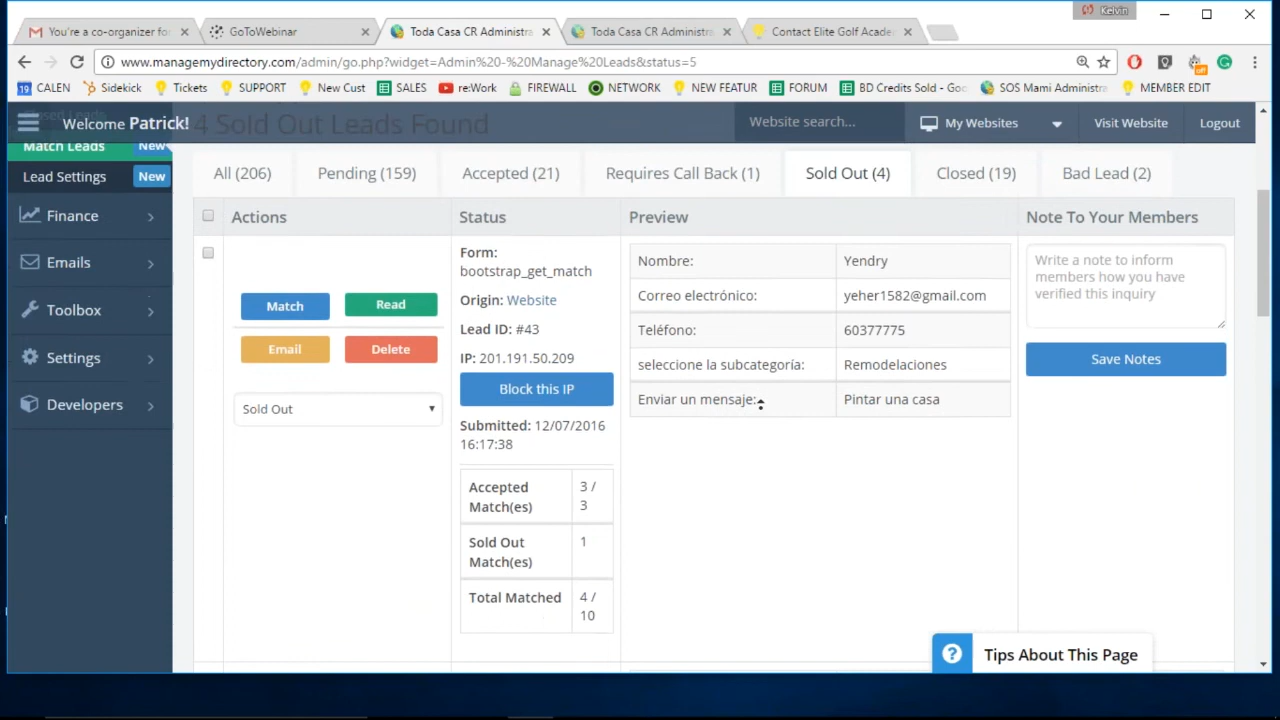 Kelvin
You're a co-organizer fo
GoToWebinar
Toda Casa CR Administra
Toda Casa CR Administra
Contact Elite Golf Acade
www.managemydirectory.com/admin/go.php?widget=Admin%20-%20Manage%20Leads&status=5
CALEN
Sidekick
Tickets
SUPPORT
New Cust
SALES
re:Work
FIREWALL
NETWORK
NEW FEATUR
FORUM
BD Credits Sold - Goo
SOS Mami Administra
MEMBER EDIT
Welcome Patrick!
4 Sold Out Leads Found
Website search...
My Websites
Visit Website
Logout
Match Leads New
Lead Settings New
Finance
Emails
Toolbox
Settings
Developers
All (206)
Pending (159)
Accepted (21)
Requires Call Back (1)
Sold Out (4)
Closed (19)
Bad Lead (2)
Actions
Status
Preview
Note To Your Members
Match
Read
Email
Delete
Sold Out
Form:
bootstrap_get_match
Origin: Website
Lead ID: #43
IP: 201.191.50.209
Block this IP
Submitted: 12/07/2016
16:17:38
Accepted 3 /
Match(es) 3
Sold Out 1
Match(es)
Total Matched 4 /
10
Nombre: Yendry
Correo electrónico: yeher1582@gmail.com
Teléfono: 60377775
seleccione la subcategoría: Remodelaciones
Enviar un mensaje: Pintar una casa
Write a note to inform
members how you have
verified this inquiry
Save Notes
Tips About This Page